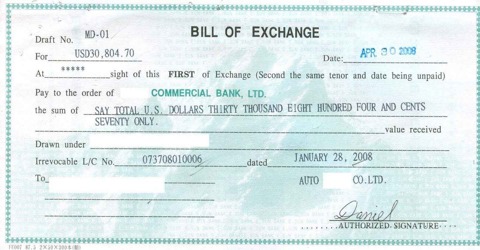 BILL OF EXCHANGE
Draft No. MD-01
For USD30,804.70 Date: APR 30 2008
At ***** sight of this FIRST of Exchange (Second the same tenor and date being unpaid)
Pay to the order of COMMERCIAL BANK, LTD.
the sum of SAY TOTAL U.S. DOLLARS THIRTY THOUSAND EIGHT HUNDRED FOUR AND CENTS
SEVENTY ONLY. value received
Drawn under
Irrevocable L/C No. 073708010006 dated JANUARY 28, 2008
To AUTO CO.LTD.
Daniel
AUTHORIZED SIGNATURE